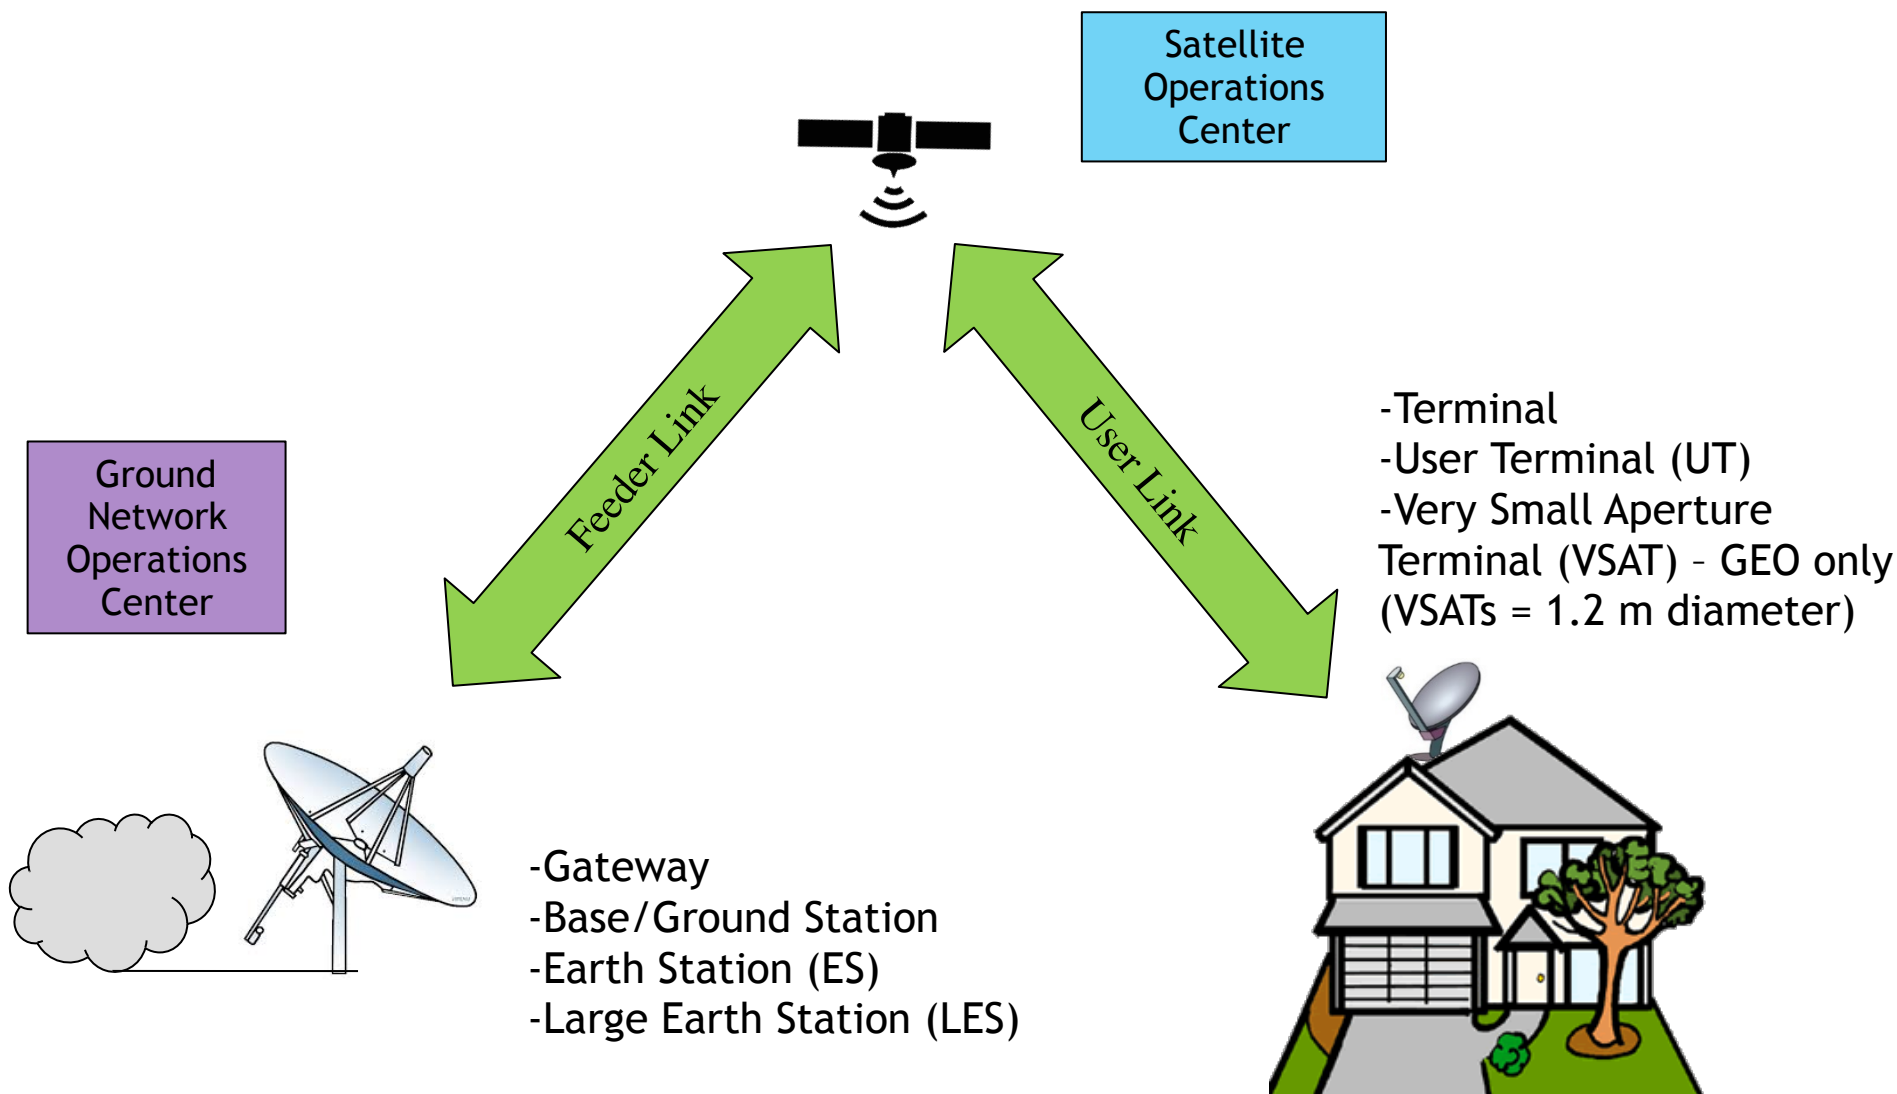 Satellite
Operations
Center
Feeder Link
User Link
-Terminal
-User Terminal (UT)
-Very Small Aperture
Terminal (VSAT) – GEO only
(VSATs = 1.2 m diameter)
Ground
Network
Operations
Center
-Gateway
-Base/Ground Station
-Earth Station (ES)
-Large Earth Station (LES)